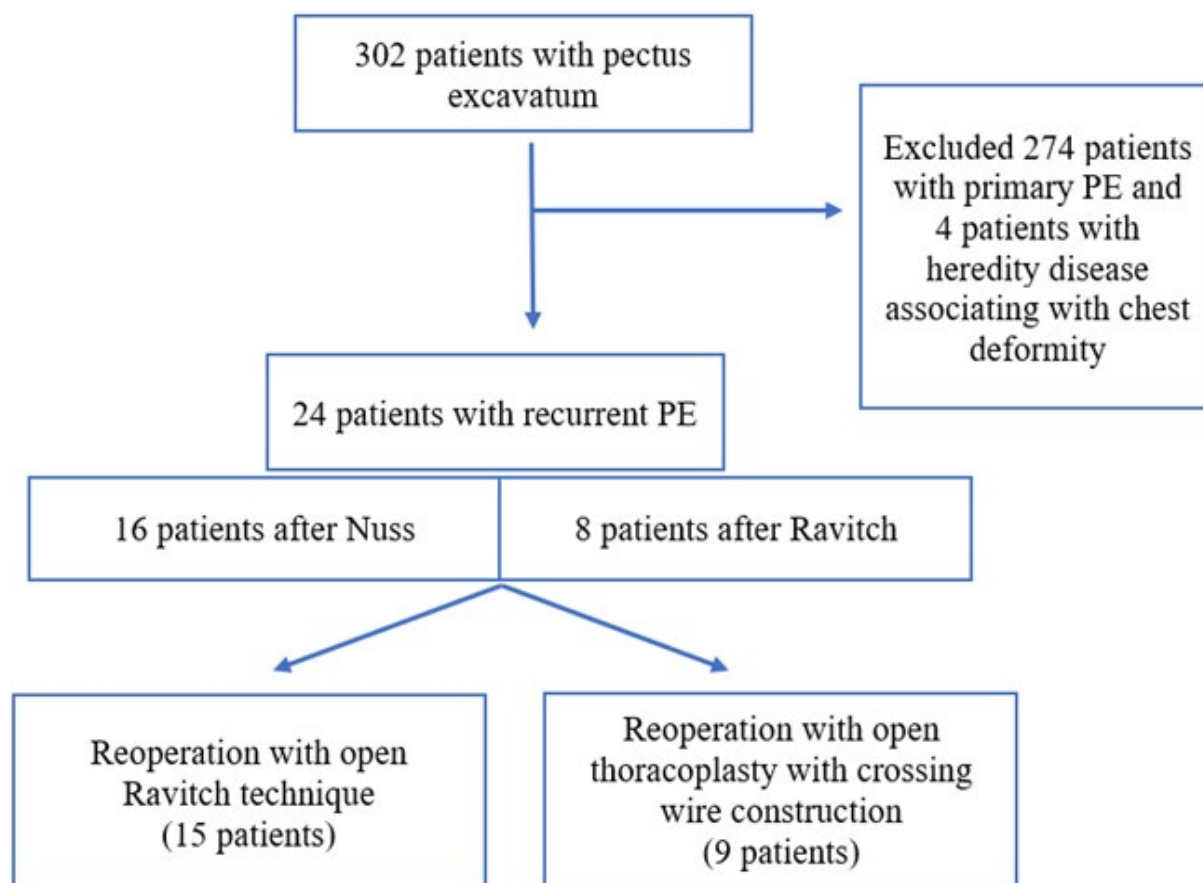 302 patients with pectus
excavatum
Excluded 274 patients
with primary PE and
4 patients with
heredity disease
associating with chest
deformity
24 patients with recurrent PE
16 patients after Nuss
8 patients after Ravitch
Reoperation with open
Ravitch technique
(15 patients)
Reoperation with open
thoracoplasty with crossing
wire construction
(9 patients)